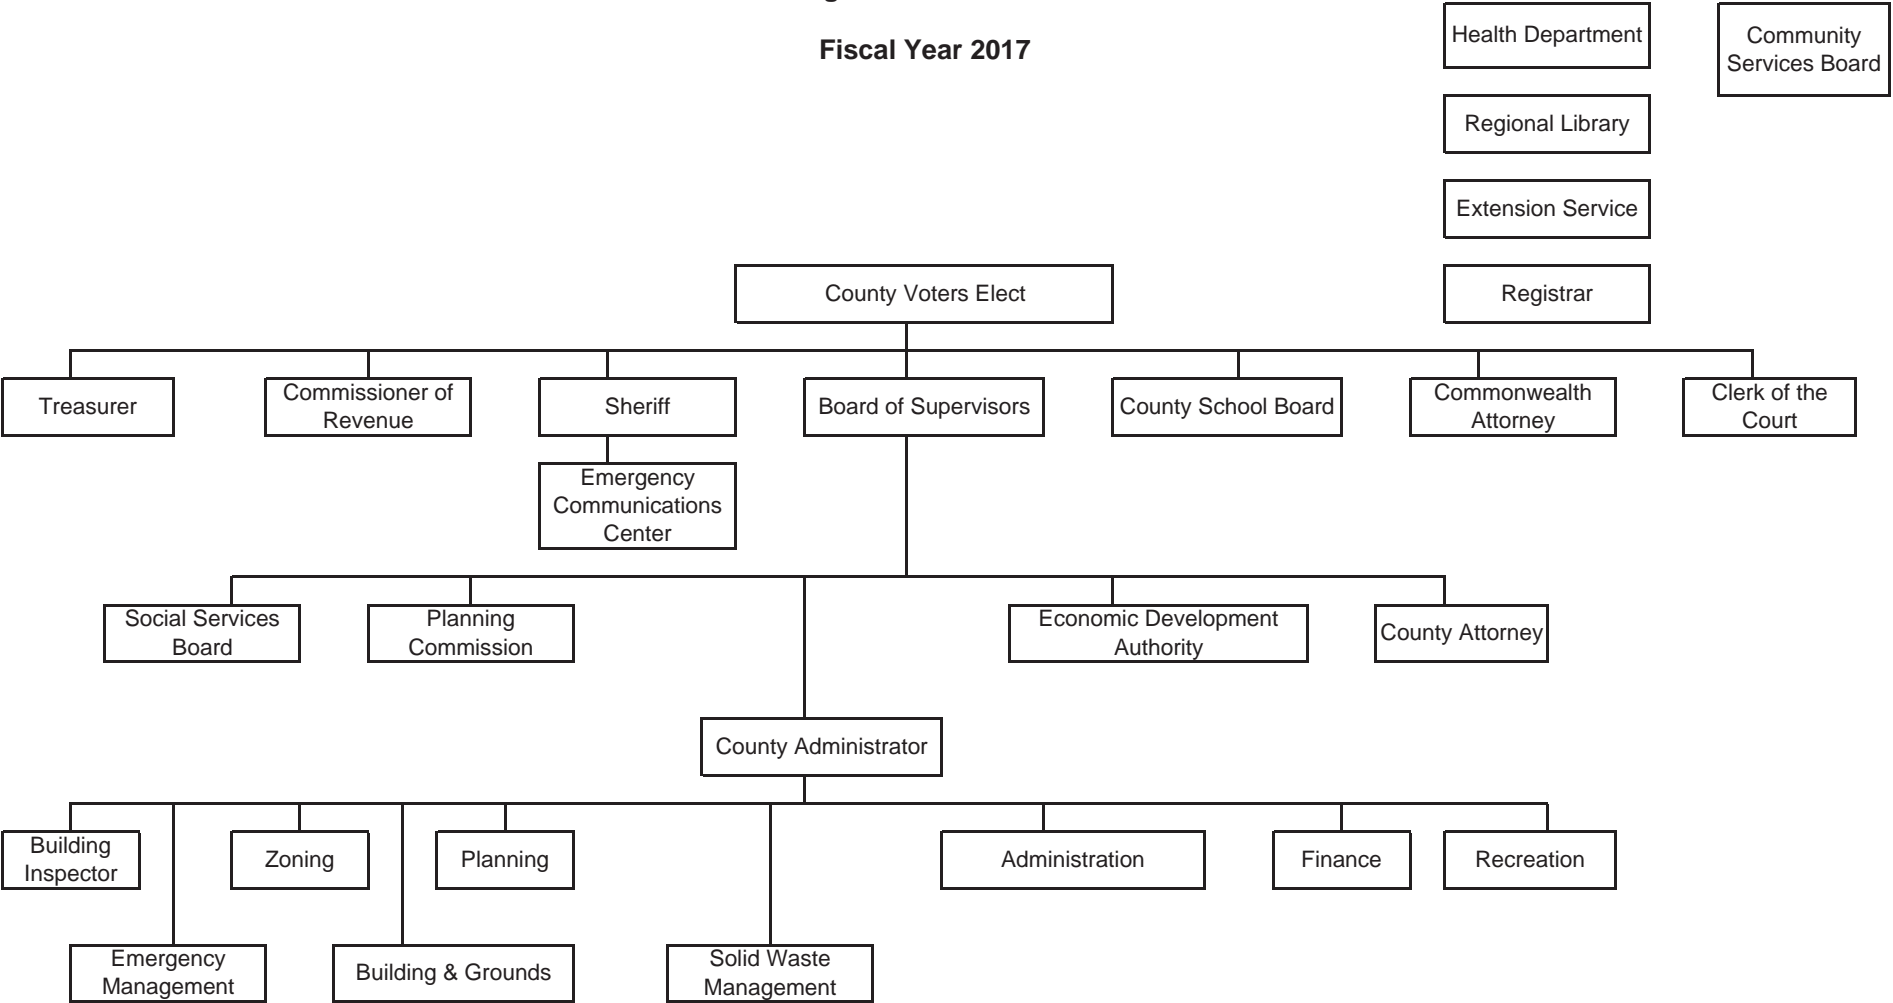 Fiscal Year 2017
Health Department
Community
Services Board
Regional Library
Extension Service
County Voters Elect
Registrar
Treasurer
Commissioner of
Revenue
Sheriff
Board of Supervisors
County School Board
Commonwealth
Attorney
Clerk of the
Court
Emergency
Communications
Center
Social Services
Board
Planning
Commission
Economic Development
Authority
County Attorney
County Administrator
Building
Inspector
Zoning
Planning
Administration
Finance
Recreation
Emergency
Management
Building & Grounds
Solid Waste
Management